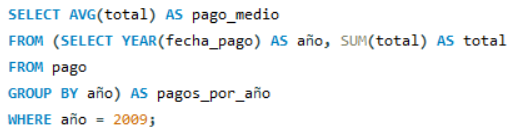 SELECT AVG(total) AS pago_medio
FROM (SELECT YEAR(fecha_pago) AS año, SUM(total) AS total
FROM pago
GROUP BY año) AS pagos_por_año
WHERE año = 2009;